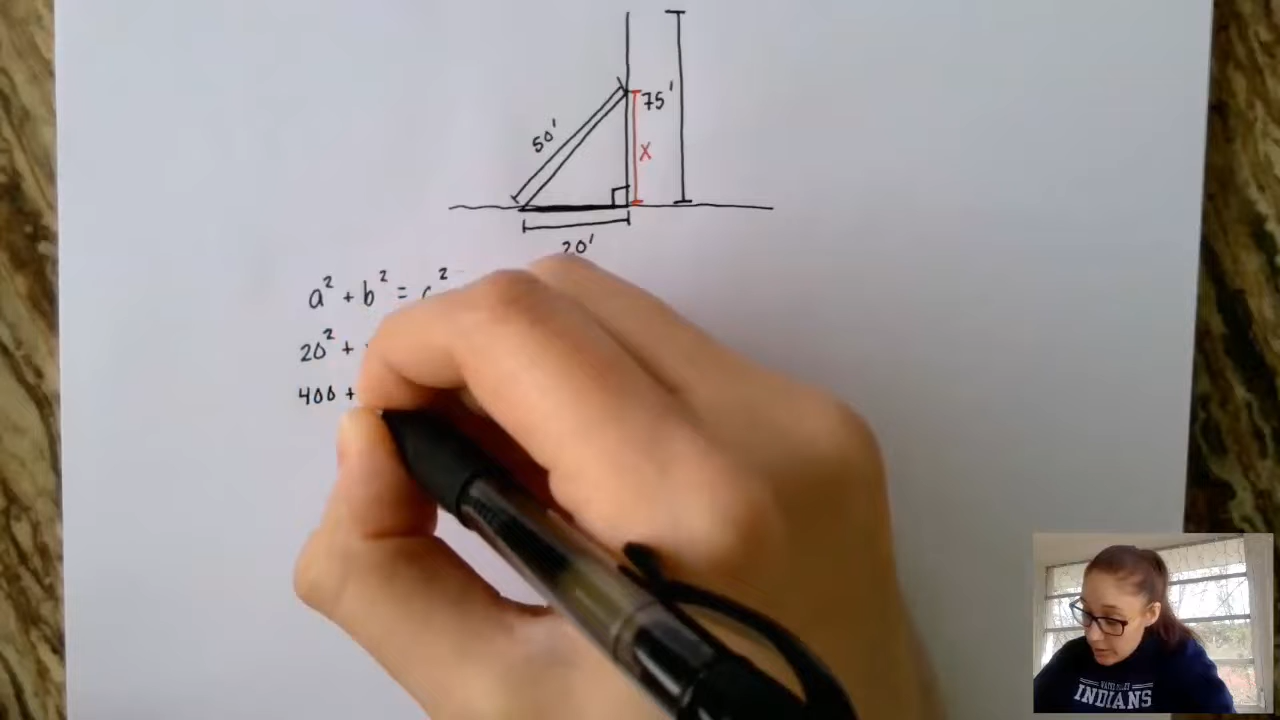 75'
50'
X
20'
a² + b² = c²
20² +
400 +
INDIANS